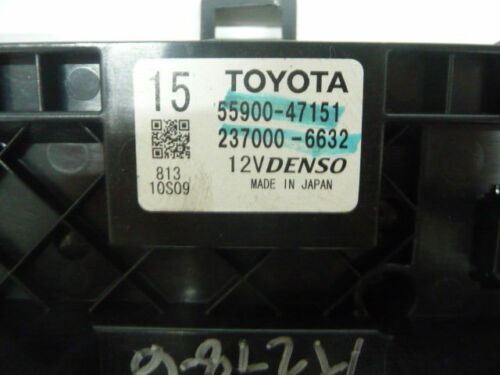 15 TOYOTA
55900-47151
237000-6632
813 12V DENSO
10S09 MADE IN JAPAN